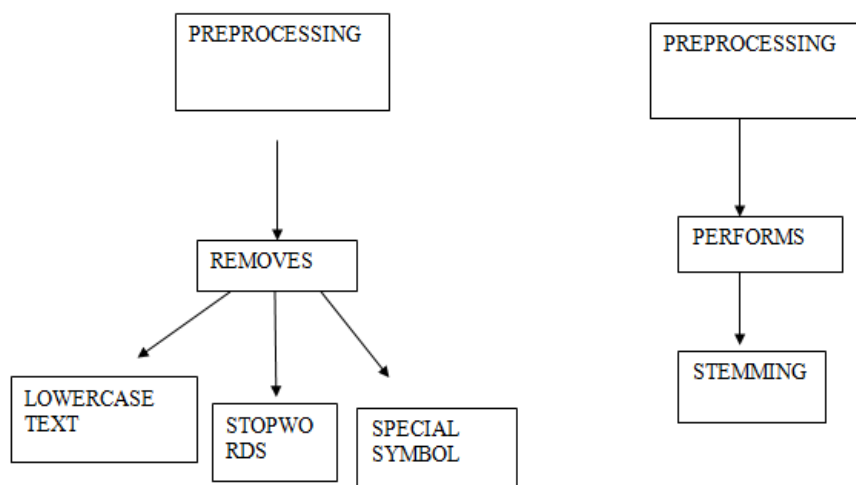 PREPROCESSING
REMOVES
LOWERCASE
TEXT
STOPWO
RDS
SPECIAL
SYMBOL
PREPROCESSING
PERFORMS
STEMMING